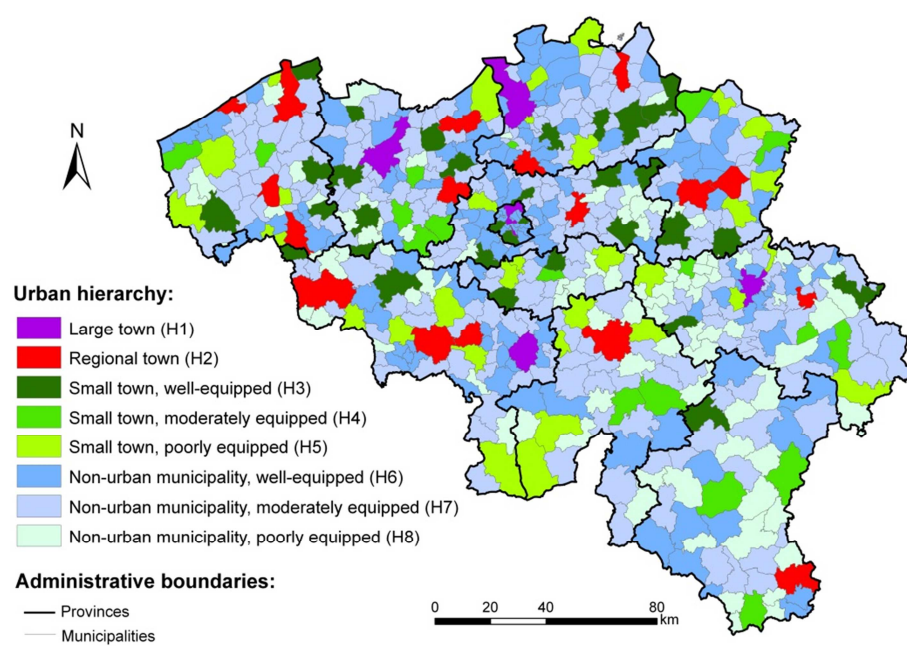 N
Urban hierarchy:
Large town (H1)
Regional town (H2)
Small town, well-equipped (H3)
Small town, moderately equipped (H4)
Small town, poorly equipped (H5)
Non-urban municipality, well-equipped (H6)
Non-urban municipality, moderately equipped (H7)
Non-urban municipality, poorly equipped (H8)
Administrative boundaries:
Provinces
Municipalities
0 20 40 80
km